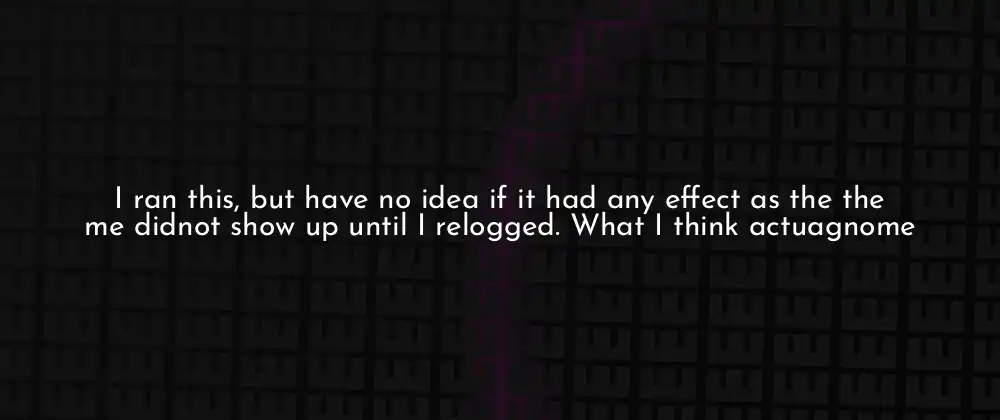 I ran this, but have no idea if it had any effect as the the
me didnot show up until I relogged. What I think actuagnome